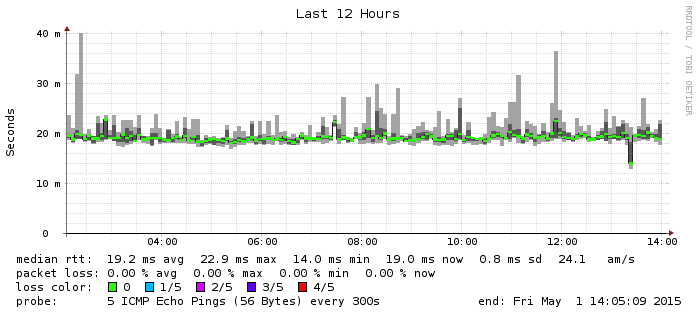 Last 12 Hours
RRDTOOL / TOBI OETIKER
Seconds
40 m
30 m
20 m
10 m
0
04:00 06:00 08:00 10:00 12:00 14:00
median rtt: 19.2 ms avg 22.9 ms max 14.0 ms min 19.0 ms now 0.8 ms sd 24.1 am/s
packet loss: 0.00 % avg 0.00 % max 0.00 % min 0.00 % now
loss color: 0 1/5 2/5 3/5 4/5
probe: 5 ICMP Echo Pings (56 Bytes) every 300s end: Fri May 1 14:05:09 2015